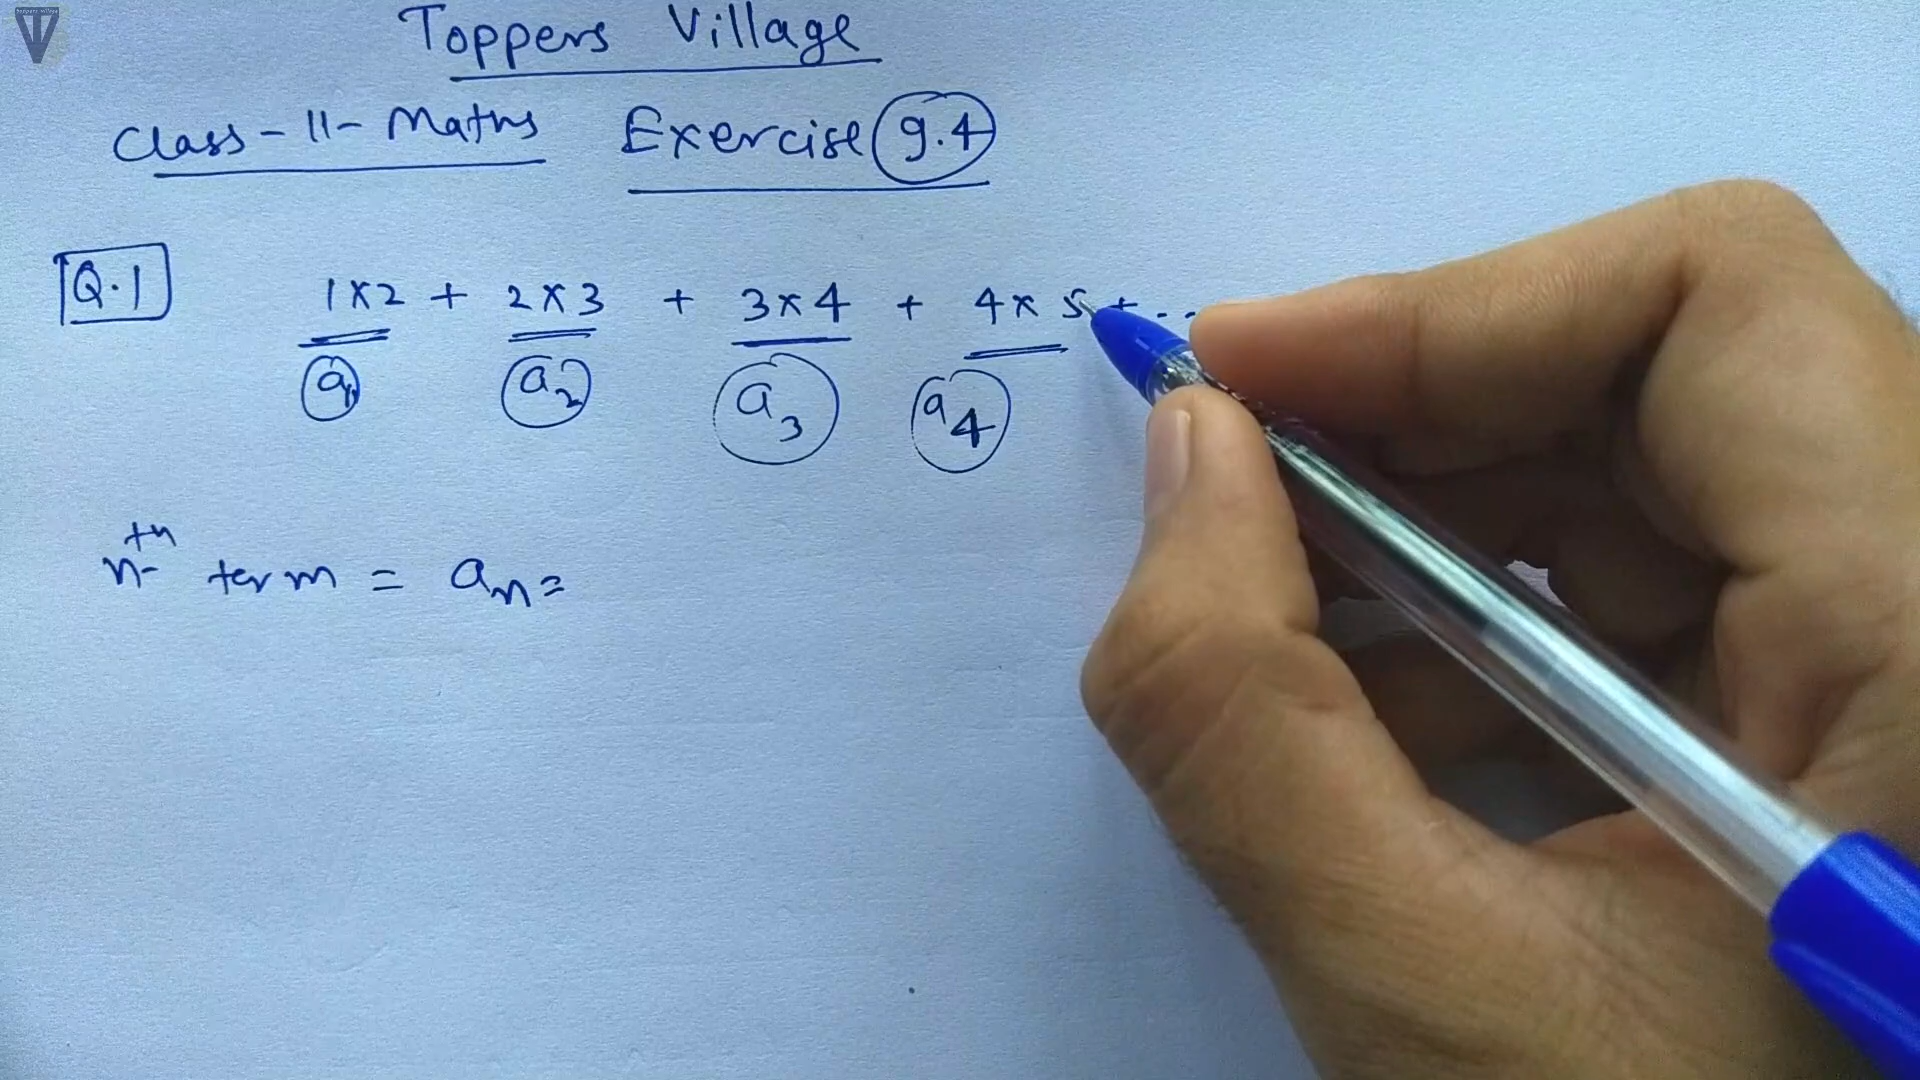 Toppers Village
Class-11-Maths Exercise 9.4
Q.1 1×2 + 2×3 + 3×4 + 4×5 + ...
a1 a2 a3 a4
nth term = an =